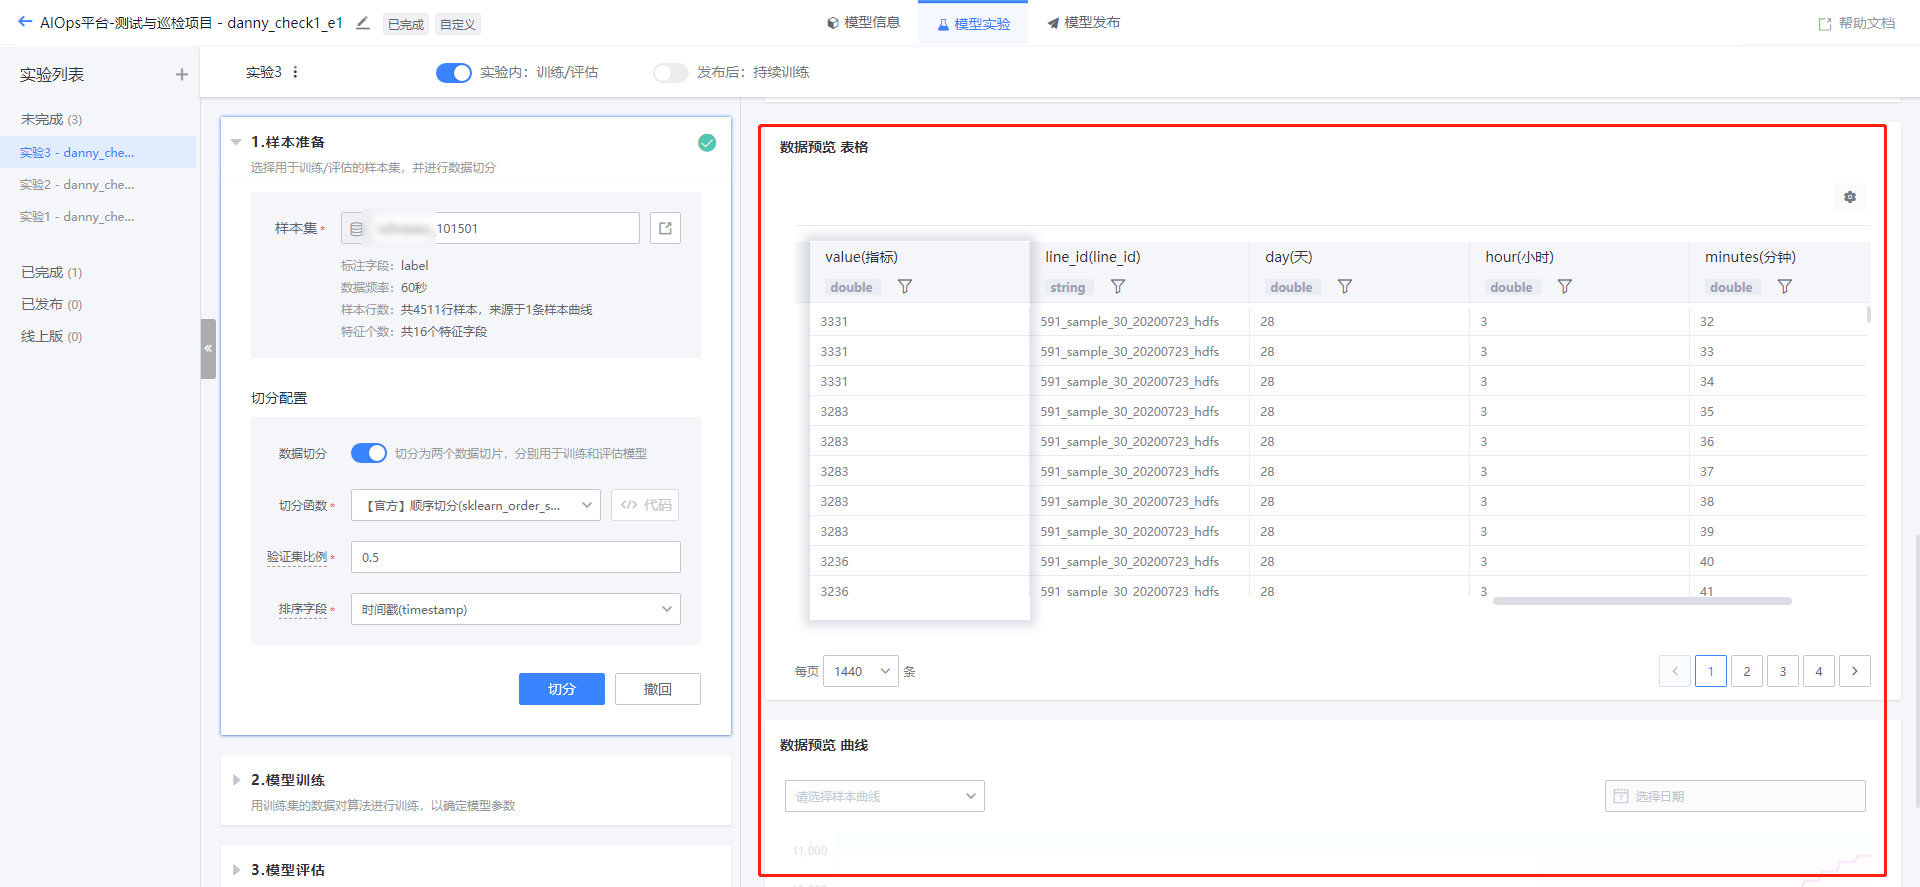 AIOps平台-测试与巡检项目 - danny_check1_e1
已完成
自定义
模型信息
模型实验
模型发布
帮助文档
实验列表
未完成 (3)
实验3 - danny_che...
实验2 - danny_che...
实验1 - danny_che...
已完成 (1)
已发布 (0)
线上版 (0)
实验3
实验内：训练/评估
发布后：持续训练
1.样本准备
选择用于训练/评估的样本集，并进行数据切分
样本集 *
_101501
标注字段：label
数据频率：60秒
样本行数：共4511行样本，来源于1条样本曲线
特征个数：共16个特征字段
切分配置
数据切分
切分为两个数据切片，分别用于训练和评估模型
切分函数 *
【官方】顺序切分(sklearn_order_s...
</> 代码
验证集比例 *
0.5
排序字段 *
时间戳(timestamp)
切分
撤回
2.模型训练
用训练集的数据对算法进行训练，以确定模型参数
3.模型评估
数据预览 表格
value(指标) line_id(line_id) day(天) hour(小时) minutes(分钟)
double string double double double
3331 591_sample_30_20200723_hdfs 28 3 32
3331 591_sample_30_20200723_hdfs 28 3 33
3331 591_sample_30_20200723_hdfs 28 3 34
3283 591_sample_30_20200723_hdfs 28 3 35
3283 591_sample_30_20200723_hdfs 28 3 36
3283 591_sample_30_20200723_hdfs 28 3 37
3283 591_sample_30_20200723_hdfs 28 3 38
3283 591_sample_30_20200723_hdfs 28 3 39
3236 591_sample_30_20200723_hdfs 28 3 40
3236 591_sample_30_20200723_hdfs 28 3 41
每页 1440 条
< 1 2 3 4 >
数据预览 曲线
请选择样本曲线
选择日期
11,000